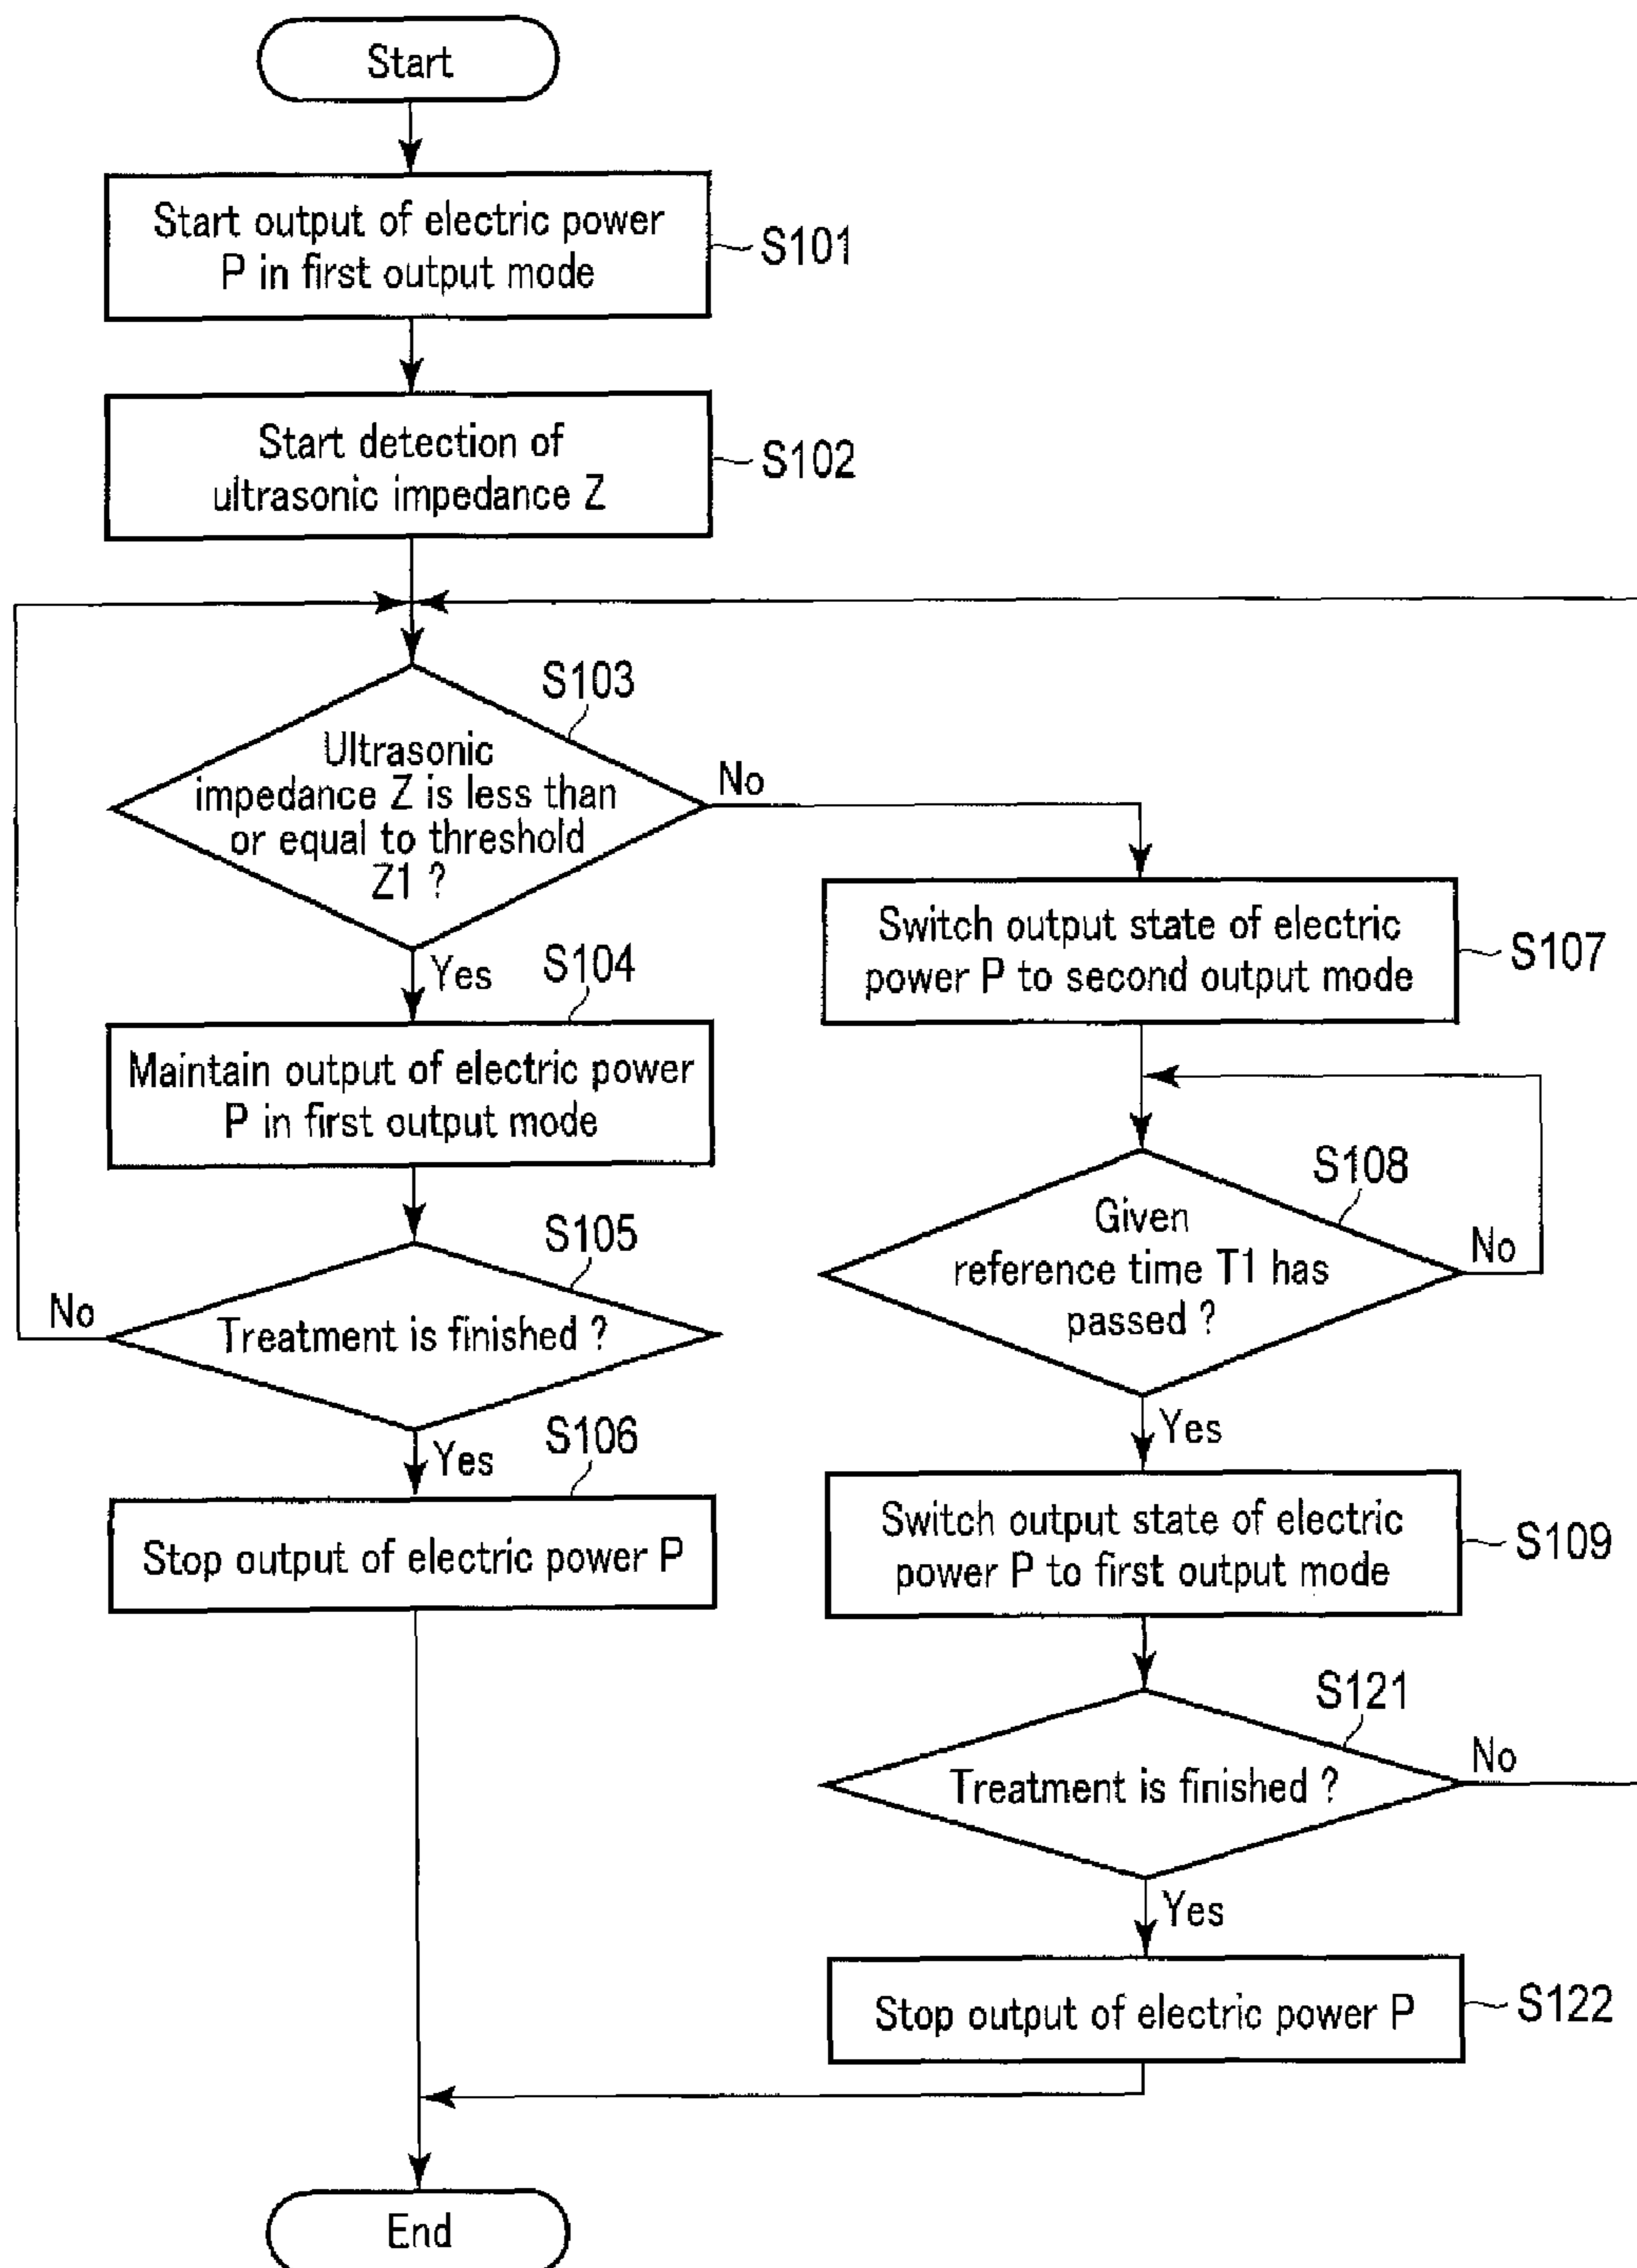 Start
Start output of electric power
P in first output mode
S101
Start detection of
ultrasonic impedance Z
S102
S103
Ultrasonic
impedance Z is less than
or equal to threshold
Z1 ?
No
Yes
S104
Maintain output of electric power
P in first output mode
S105
Treatment is finished ?
No
Yes
S106
Stop output of electric power P
Switch output state of electric
power P to second output mode
S107
S108
Given
reference time T1 has
passed ?
No
Yes
Switch output state of electric
power P to first output mode
S109
S121
Treatment is finished ?
No
Yes
Stop output of electric power P
S122
End